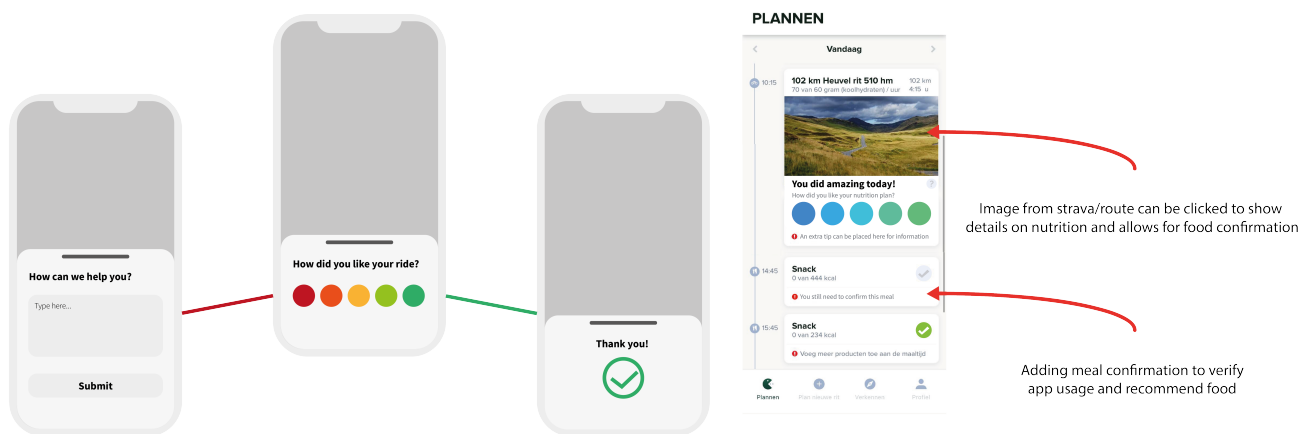 How can we help you?
Type here...
Submit
How did you like your ride?
Thank you!
PLANNEN
Vandaag
10:15
102 km Heuvel rit 510 hm
102 km
70 van 60 gram (koolhydraten) / uur
4:15 u
You did amazing today!
?
How did you like your nutrition plan?
An extra tip can be placed here for information
14:45
Snack
0 van 444 kcal
You still need to confirm this meal
15:45
Snack
0 van 234 kcal
Voeg meer producten toe aan de maaltijd
Plannen
Plan nieuwe rit
Verkennen
Profiel
Image from strava/route can be clicked to show
details on nutrition and allows for food confirmation
Adding meal confirmation to verify
app usage and recommend food